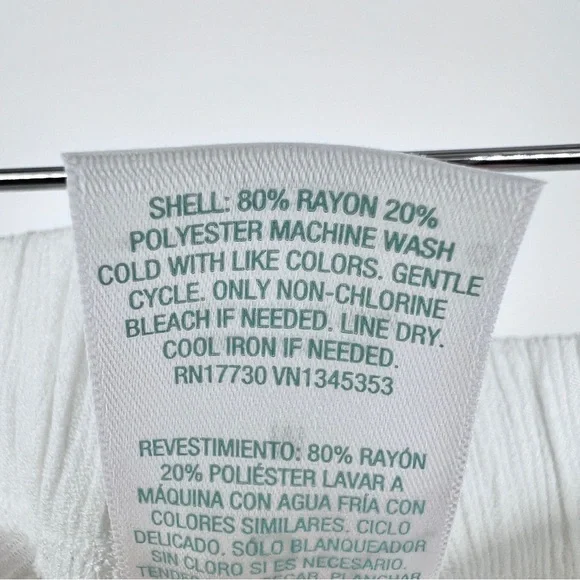 SHELL: 80% RAYON 20%
POLYESTER MACHINE WASH
COLD WITH LIKE COLORS. GENTLE
CYCLE. ONLY NON-CHLORINE
BLEACH IF NEEDED. LINE DRY.
COOL IRON IF NEEDED.
RN17730 VN1345353
REVESTIMIENTO: 80% RAYÓN
20% POLIÉSTER LAVAR A
MÁQUINA CON AGUA FRÍA CON
COLORES SIMILARES. CICLO
DELICADO. SÓLO BLANQUEADOR
SIN CLORO SI ES NECESARIO.
PLANCHAR